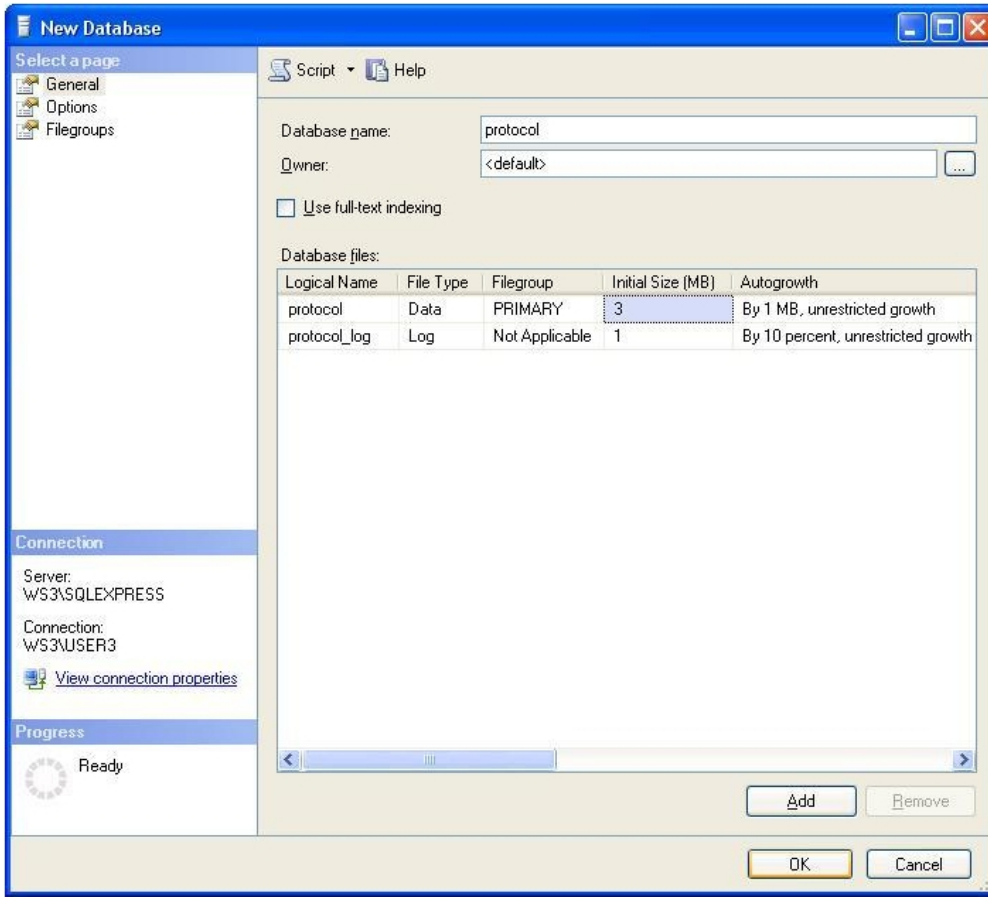 New Database
Select a page
General
Options
Filegroups
Script Help
Database name: protocol
Owner: <default> ...
Use full-text indexing
Database files:
Logical Name File Type Filegroup Initial Size (MB) Autogrowth
protocol Data PRIMARY 3 By 1 MB, unrestricted growth
protocol_log Log Not Applicable 1 By 10 percent, unrestricted growth
Connection
Server:
WS3\SQLEXPRESS
Connection:
WS3\USER3
View connection properties
Progress
Ready
Add Remove
OK Cancel